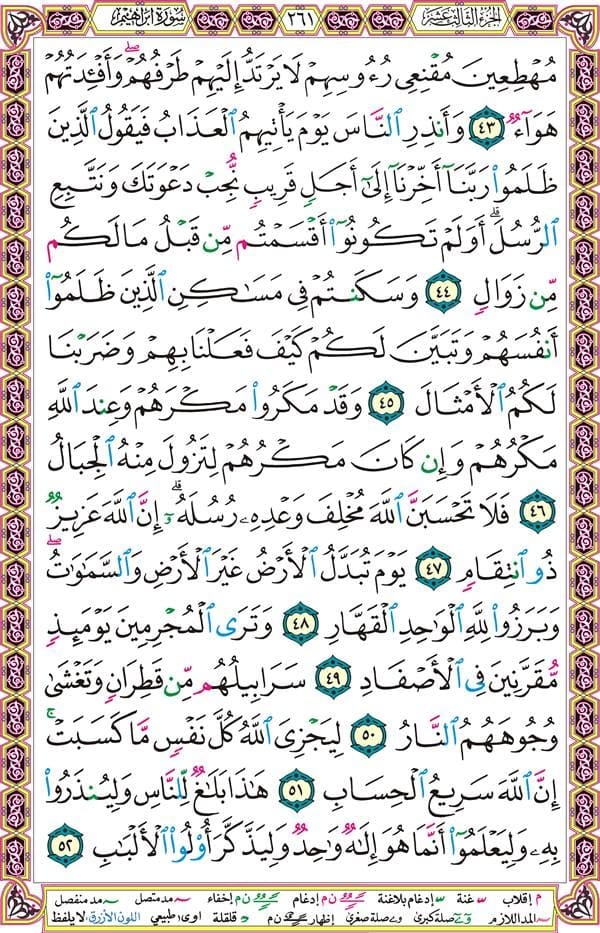 الجزء الثالث عشر
٢٦١
سورة إبراهيم
مُهْطِعِينَ مُقْنِعِى رُءُوسِهِمْ لَا يَرْتَدُّ إِلَيْهِمْ طَرْفُهُمْ ۖ وَأَفْـِٔدَتُهُمْ
هَوَآءٌ ٤٣ وَأَنذِرِ ٱلنَّاسَ يَوْمَ يَأْتِيهِمُ ٱلْعَذَابُ فَيَقُولُ ٱلَّذِينَ
ظَلَمُوا۟ رَبَّنَآ أَخِّرْنَآ إِلَىٰٓ أَجَلٍ قَرِيبٍ نُّجِبْ دَعْوَتَكَ وَنَتَّبِعِ
ٱلرُّسُلَ ۗ أَوَلَمْ تَكُونُوٓا۟ أَقْسَمْتُم مِّن قَبْلُ مَا لَكُم
مِّن زَوَالٍ ٤٤ وَسَكَنتُمْ فِى مَسَـٰكِنِ ٱلَّذِينَ ظَلَمُوٓا۟
أَنفُسَهُمْ وَتَبَيَّنَ لَكُمْ كَيْفَ فَعَلْنَا بِهِمْ وَضَرَبْنَا
لَكُمُ ٱلْأَمْثَالَ ٤٥ وَقَدْ مَكَرُوا۟ مَكْرَهُمْ وَعِندَ ٱللَّهِ
مَكْرُهُمْ وَإِن كَانَ مَكْرُهُمْ لِتَزُولَ مِنْهُ ٱلْجِبَالُ
٤٦ فَلَا تَحْسَبَنَّ ٱللَّهَ مُخْلِفَ وَعْدِهِۦ رُسُلَهُۥٓ ۗ إِنَّ ٱللَّهَ عَزِيزٌ
ذُو ٱنتِقَامٍ ٤٧ يَوْمَ تُبَدَّلُ ٱلْأَرْضُ غَيْرَ ٱلْأَرْضِ وَٱلسَّمَـٰوَٰتُ ۖ
وَبَرَزُوا۟ لِلَّهِ ٱلْوَٰحِدِ ٱلْقَهَّارِ ٤٨ وَتَرَى ٱلْمُجْرِمِينَ يَوْمَئِذٍ
مُّقَرَّنِينَ فِى ٱلْأَصْفَادِ ٤٩ سَرَابِيلُهُم مِّن قَطِرَانٍ وَتَغْشَىٰ
وُجُوهَهُمُ ٱلنَّارُ ٥٠ لِيَجْزِىَ ٱللَّهُ كُلَّ نَفْسٍ مَّا كَسَبَتْ ۚ
إِنَّ ٱللَّهَ سَرِيعُ ٱلْحِسَابِ ٥١ هَـٰذَا بَلَـٰغٌ لِّلنَّاسِ وَلِيُنذَرُوا۟
بِهِۦ وَلِيَعْلَمُوٓا۟ أَنَّمَا هُوَ إِلَـٰهٌ وَٰحِدٌ وَلِيَذَّكَّرَ أُو۟لُوا۟ ٱلْأَلْبَـٰبِ ٥٢
م إقلاب غنة إدغام بلاغنة ن م إدغام ن م إخفاء مد متصل مد منفصل
المد اللازم صلة كبرى صلة صغرى إظهار ن م قلقلة اوى طبيعي اللون الأزرق لا يلفظ